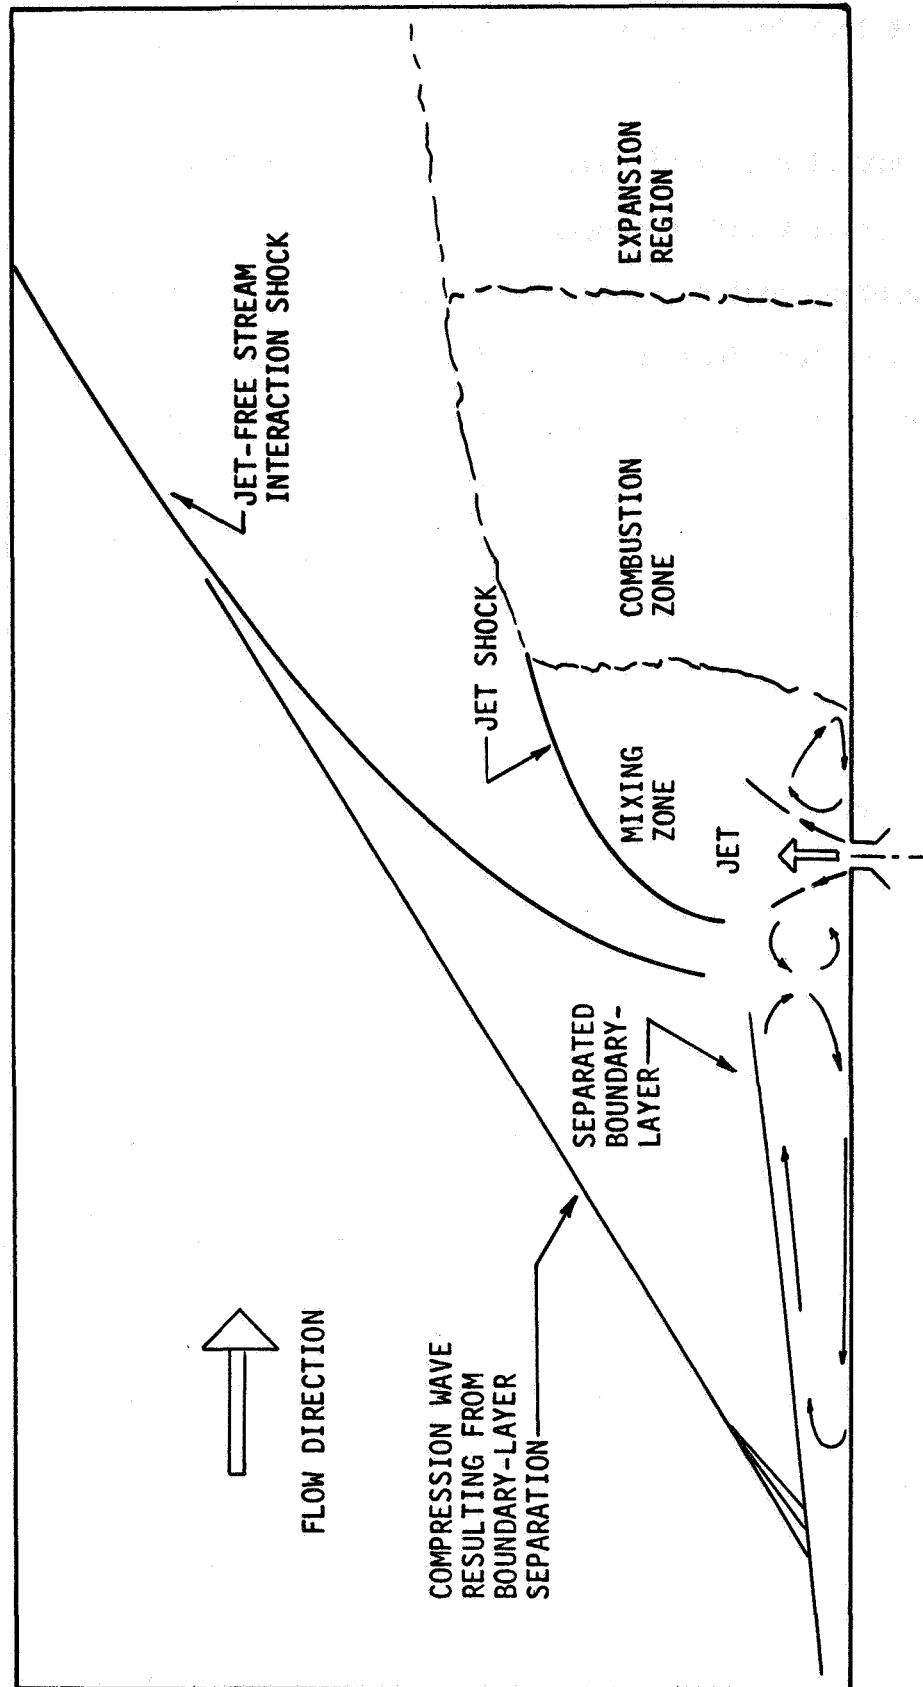 FLOW DIRECTION
COMPRESSION WAVE
RESULTING FROM
BOUNDARY-LAYER
SEPARATION
SEPARATED
BOUNDARY-
LAYER
JET-FREE STREAM
INTERACTION SHOCK
JET SHOCK
JET
MIXING
ZONE
COMBUSTION
ZONE
EXPANSION
REGION